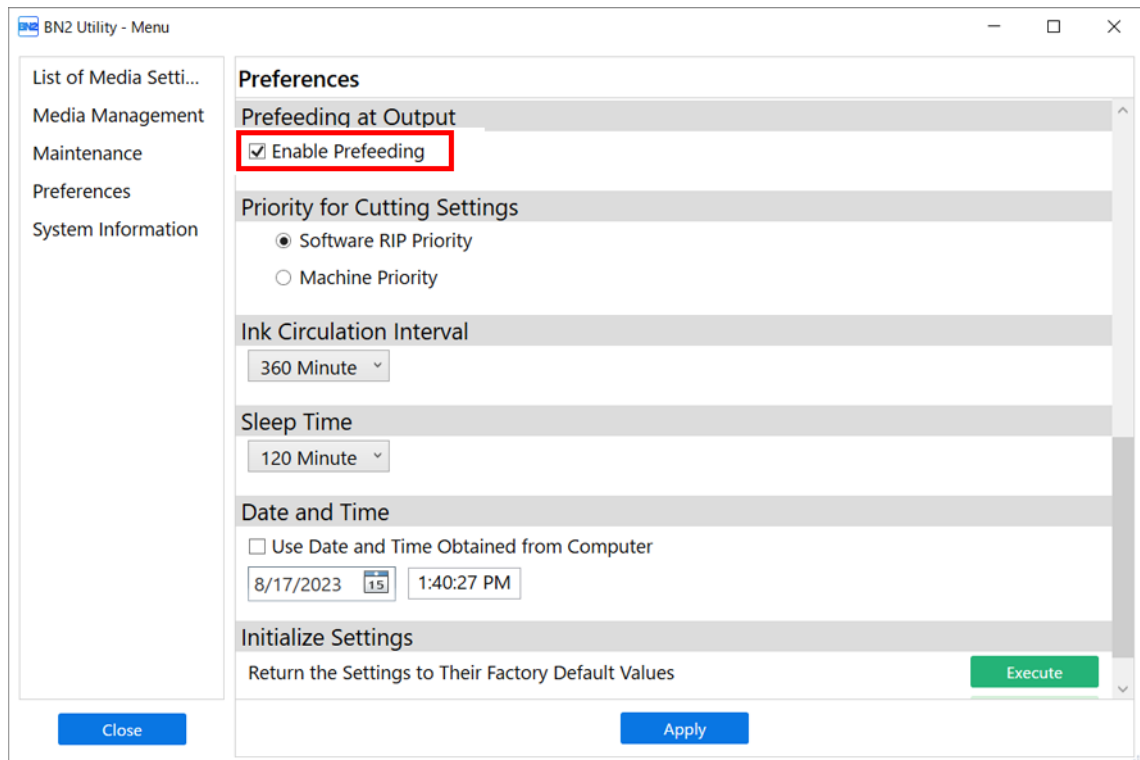 BN2 BN2 Utility - Menu
List of Media Setti...
Media Management
Maintenance
Preferences
System Information
Close
Preferences
Prefeeding at Output
Enable Prefeeding
Priority for Cutting Settings
Software RIP Priority
Machine Priority
Ink Circulation Interval
360 Minute
Sleep Time
120 Minute
Date and Time
Use Date and Time Obtained from Computer
8/17/2023 15 1:40:27 PM
Initialize Settings
Return the Settings to Their Factory Default Values Execute
Apply